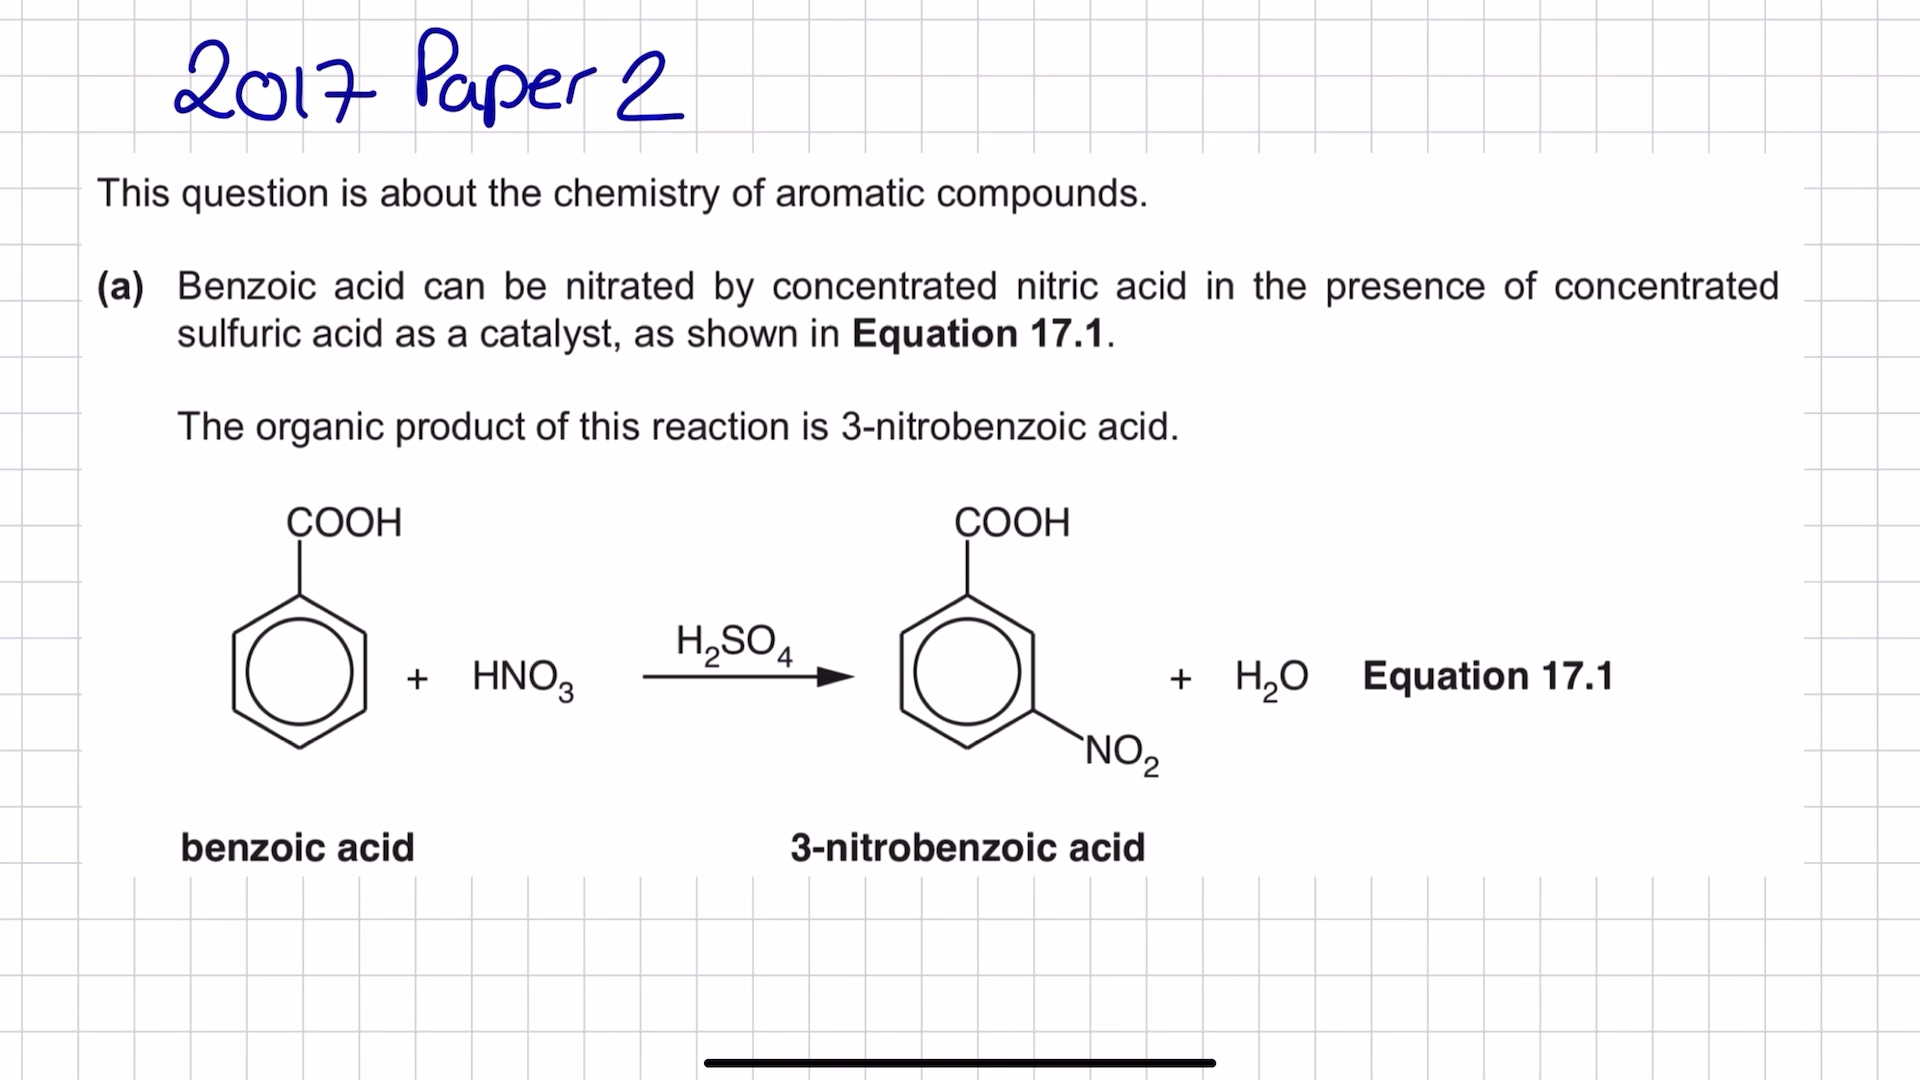 2017 Paper 2
This question is about the chemistry of aromatic compounds.
(a) Benzoic acid can be nitrated by concentrated nitric acid in the presence of concentrated
sulfuric acid as a catalyst, as shown in Equation 17.1.
The organic product of this reaction is 3-nitrobenzoic acid.
COOH COOH
+ HNO₃ H₂SO₄ + H₂O Equation 17.1
NO₂
benzoic acid 3-nitrobenzoic acid